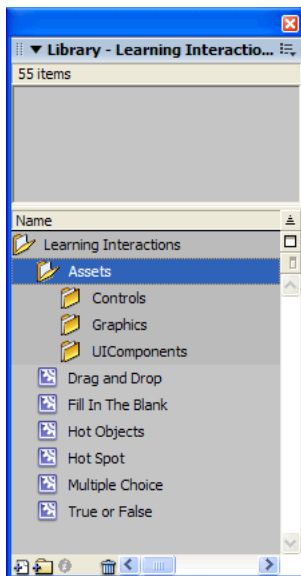 Library - Learning Interactio...
55 items
Name
Learning Interactions
Assets
Controls
Graphics
UIComponents
Drag and Drop
Fill In The Blank
Hot Objects
Hot Spot
Multiple Choice
True or False